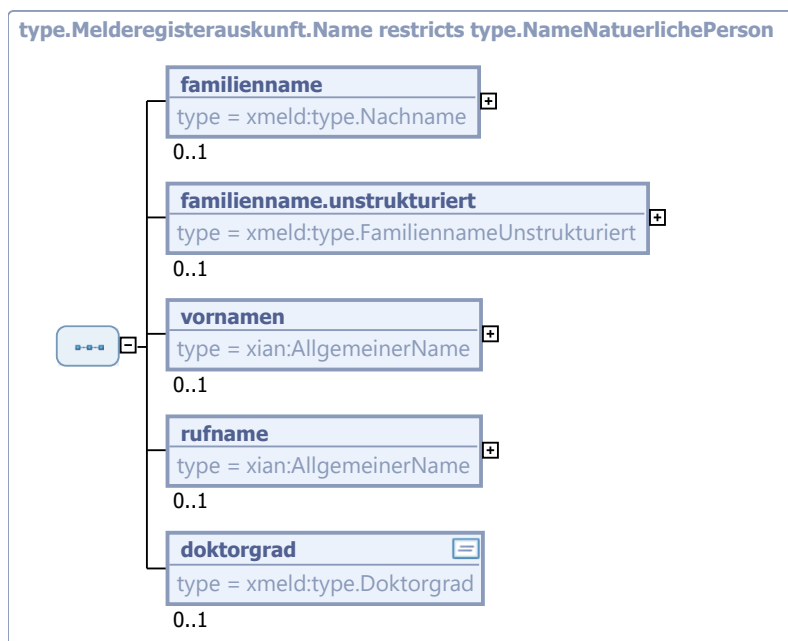 type.Melderegisterauskunft.Name restricts type.NameNatuerlichePerson
familienname
type = xmeld:type.Nachname
0..1
familienname.unstrukturiert
type = xmeld:type.FamiliennameUnstrukturiert
0..1
vornamen
type = xian:AllgemeinerName
0..1
rufname
type = xian:AllgemeinerName
0..1
doktorgrad
type = xmeld:type.Doktorgrad
0..1